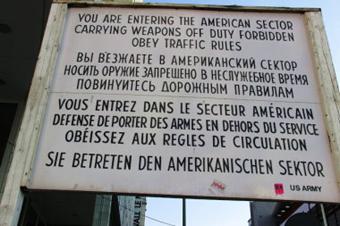 YOU ARE ENTERING THE AMERICAN SECTOR
CARRYING WEAPONS OFF DUTY FORBIDDEN
OBEY TRAFFIC RULES
ВЫ ВЪЕЗЖАЕТЕ В АМЕРИКАНСКИЙ СЕКТОР
НОСИТЬ ОРУЖИЕ ЗАПРЕЩЕНО В НЕСЛУЖЕБНОЕ ВРЕМЯ
ПОВИНУЙТЕСЬ ДОРОЖНЫМ ПРАВИЛАМ
VOUS ENTREZ DANS LE SECTEUR AMÉRICAIN
DÉFENSE DE PORTER DES ARMES EN DEHORS DU SERVICE
OBÉISSEZ AUX RÈGLES DE CIRCULATION
SIE BETRETEN DEN AMERIKANISCHEN SEKTOR
US ARMY